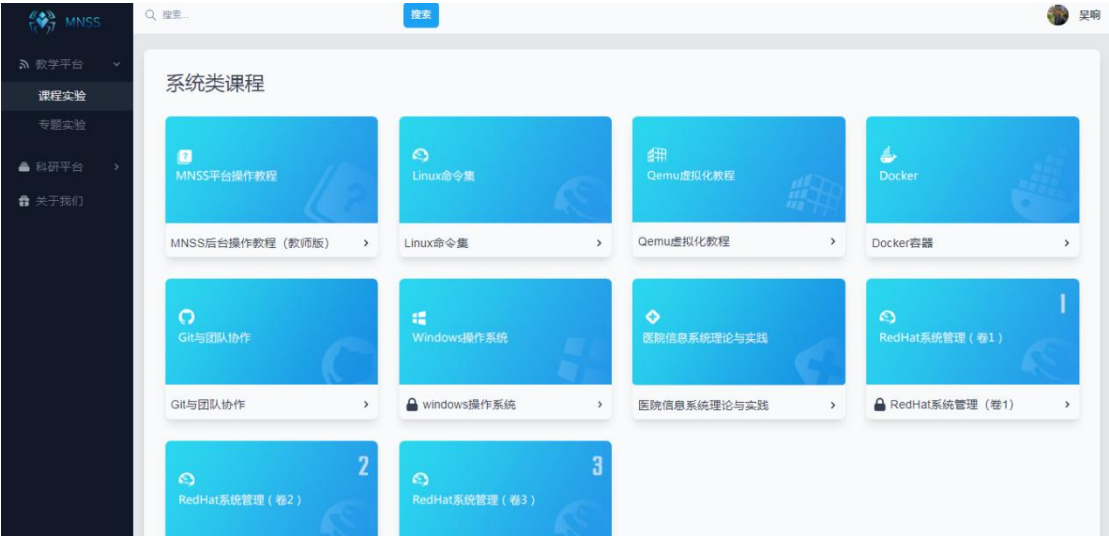 MNSS
搜索...
搜索
吴响
教学平台
课程实验
专题实验
科研平台
关于我们
系统类课程
MNSS平台操作教程
MNSS后台操作教程（教师版）
Linux命令集
Linux命令集
Qemu虚拟化教程
Qemu虚拟化教程
Docker
Docker容器
Git与团队协作
Git与团队协作
Windows操作系统
windows操作系统
医院信息系统理论与实践
医院信息系统理论与实践
1
RedHat系统管理（卷1）
RedHat系统管理（卷1）
2
RedHat系统管理（卷2）
3
RedHat系统管理（卷3）